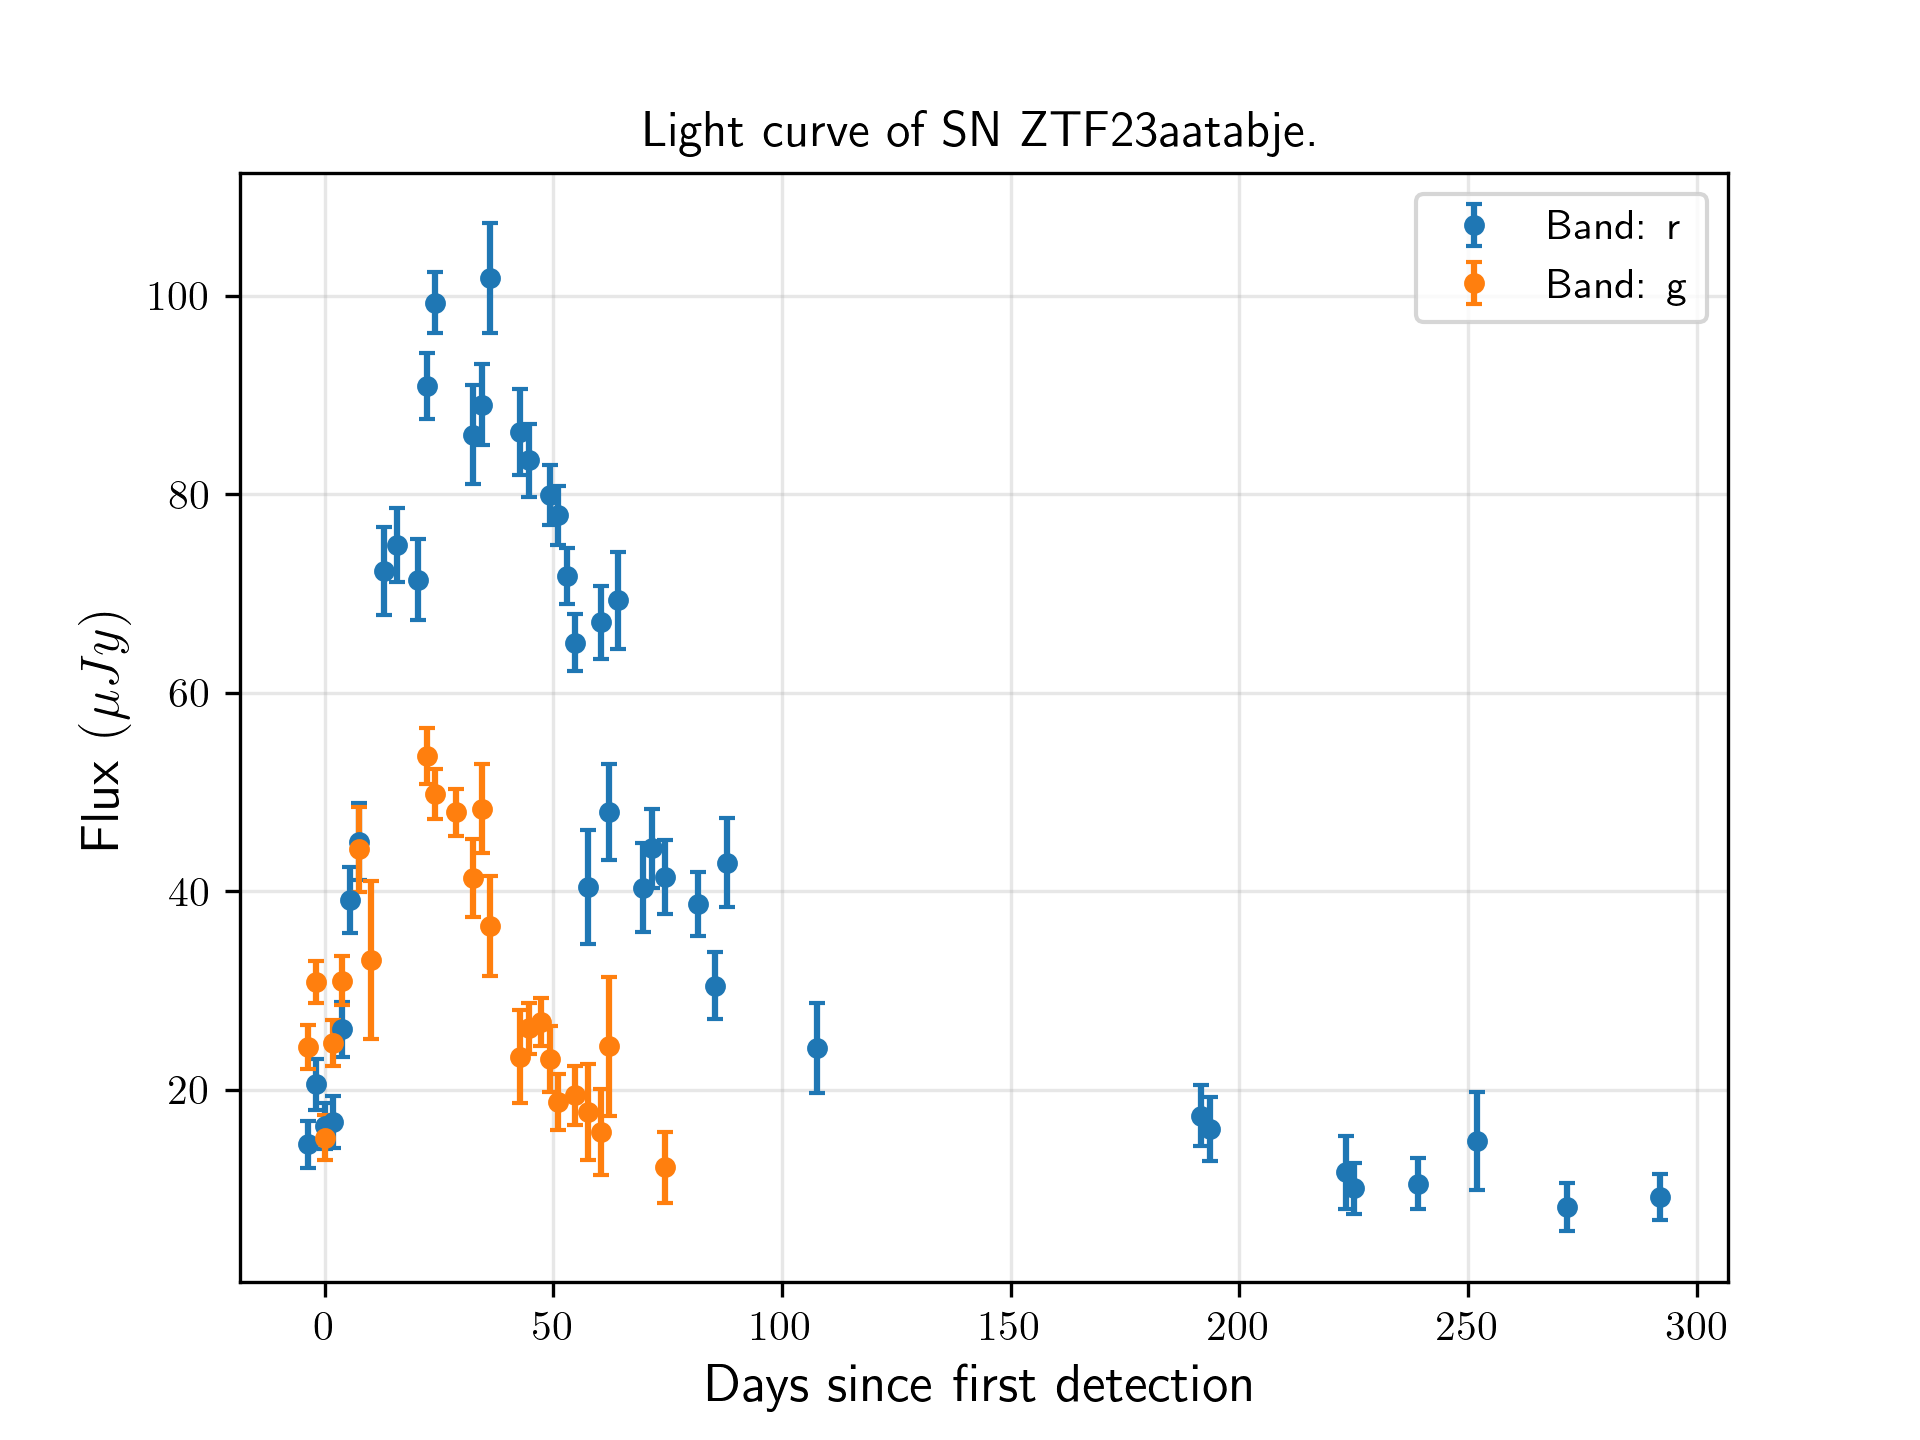 Light curve of SN ZTF23aatabje.
Band: r
Band: g
100
80
60
40
20
Flux (μJy)
0 50 100 150 200 250 300
Days since first detection